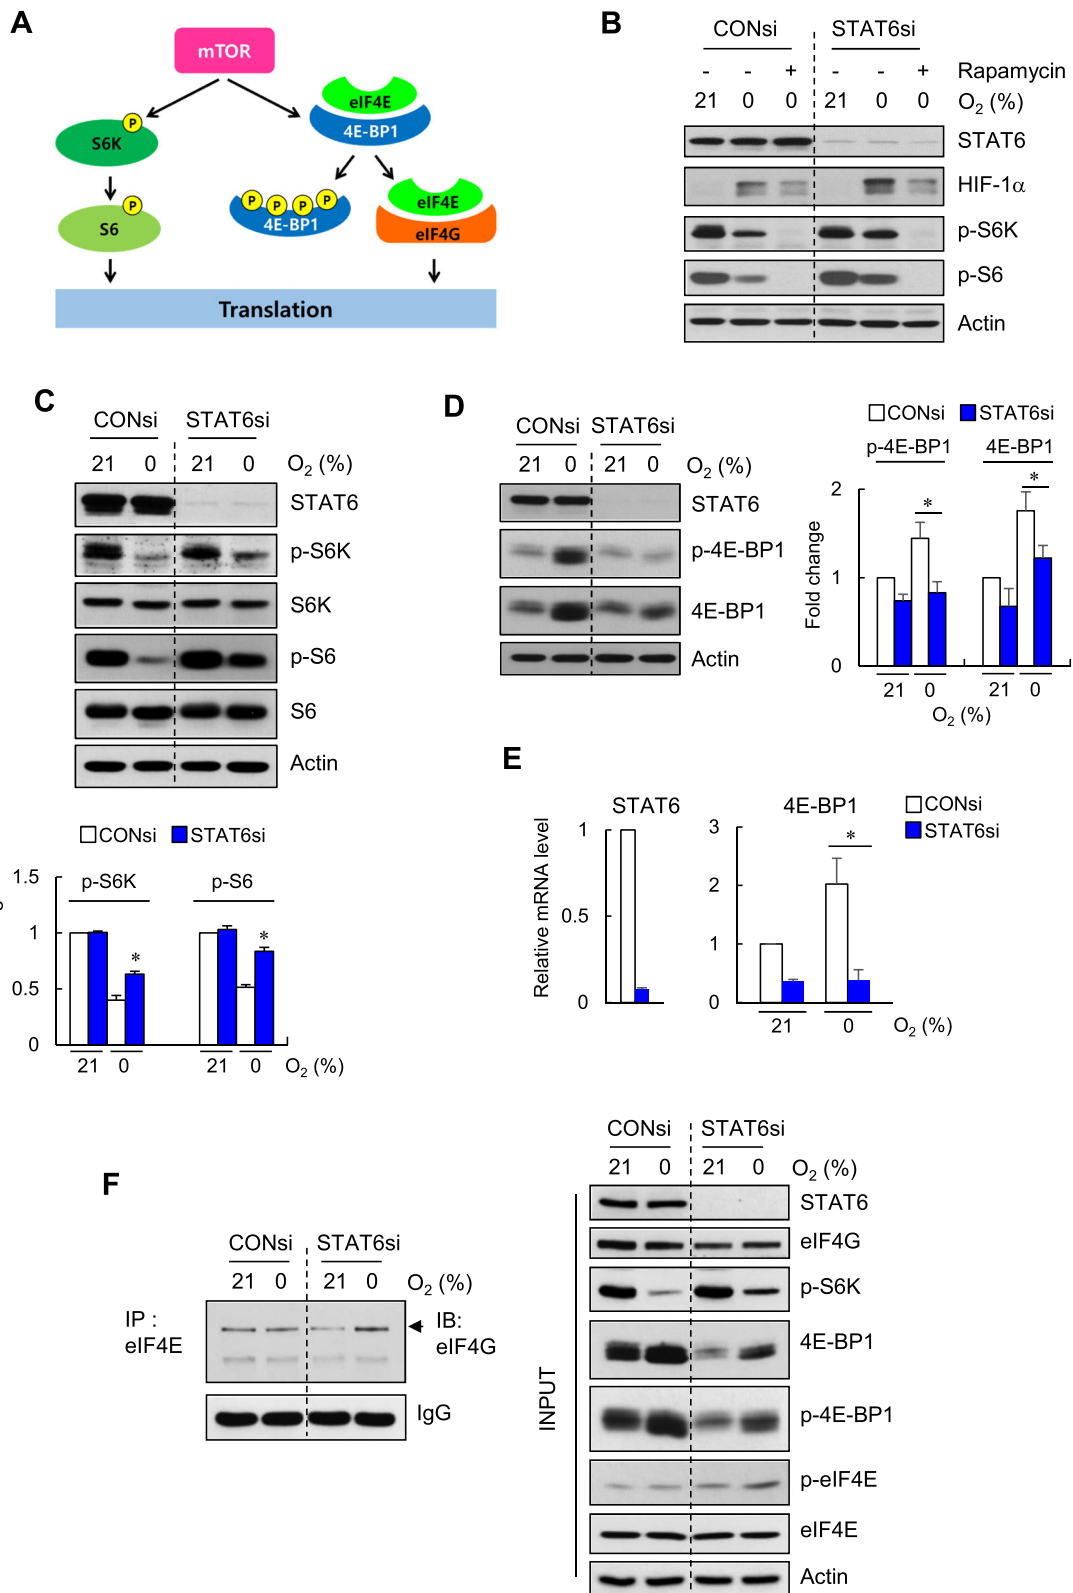 A
mTOR
P
S6K
P
S6
eIF4E
4E-BP1
P P P P
4E-BP1
eIF4E
eIF4G
Translation
B
CONsi STAT6si
- - + - - + Rapamycin
21 0 0 21 0 0 O2 (%)
STAT6
HIF-1α
p-S6K
p-S6
Actin
C
CONsi STAT6si
21 0 21 0 O2 (%)
STAT6
p-S6K
S6K
p-S6
S6
Actin
CONsi STAT6si
1.5
1
0.5
0
p-S6K p-S6
* *
21 0 21 0 O2 (%)
D
CONsi STAT6si
21 0 21 0 O2 (%)
STAT6
p-4E-BP1
4E-BP1
Actin
CONsi STAT6si
p-4E-BP1 4E-BP1
Fold change
2
1
0
* *
21 0 21 0
O2 (%)
E
STAT6 4E-BP1
CONsi
STAT6si
Relative mRNA level
1
0.5
0
3
2
1
0
*
21 0 O2 (%)
F
CONsi STAT6si
21 0 21 0 O2 (%)
IP :
eIF4E
IB:
eIF4G
IgG
CONsi STAT6si
21 0 21 0 O2 (%)
INPUT
STAT6
eIF4G
p-S6K
4E-BP1
p-4E-BP1
p-eIF4E
eIF4E
Actin